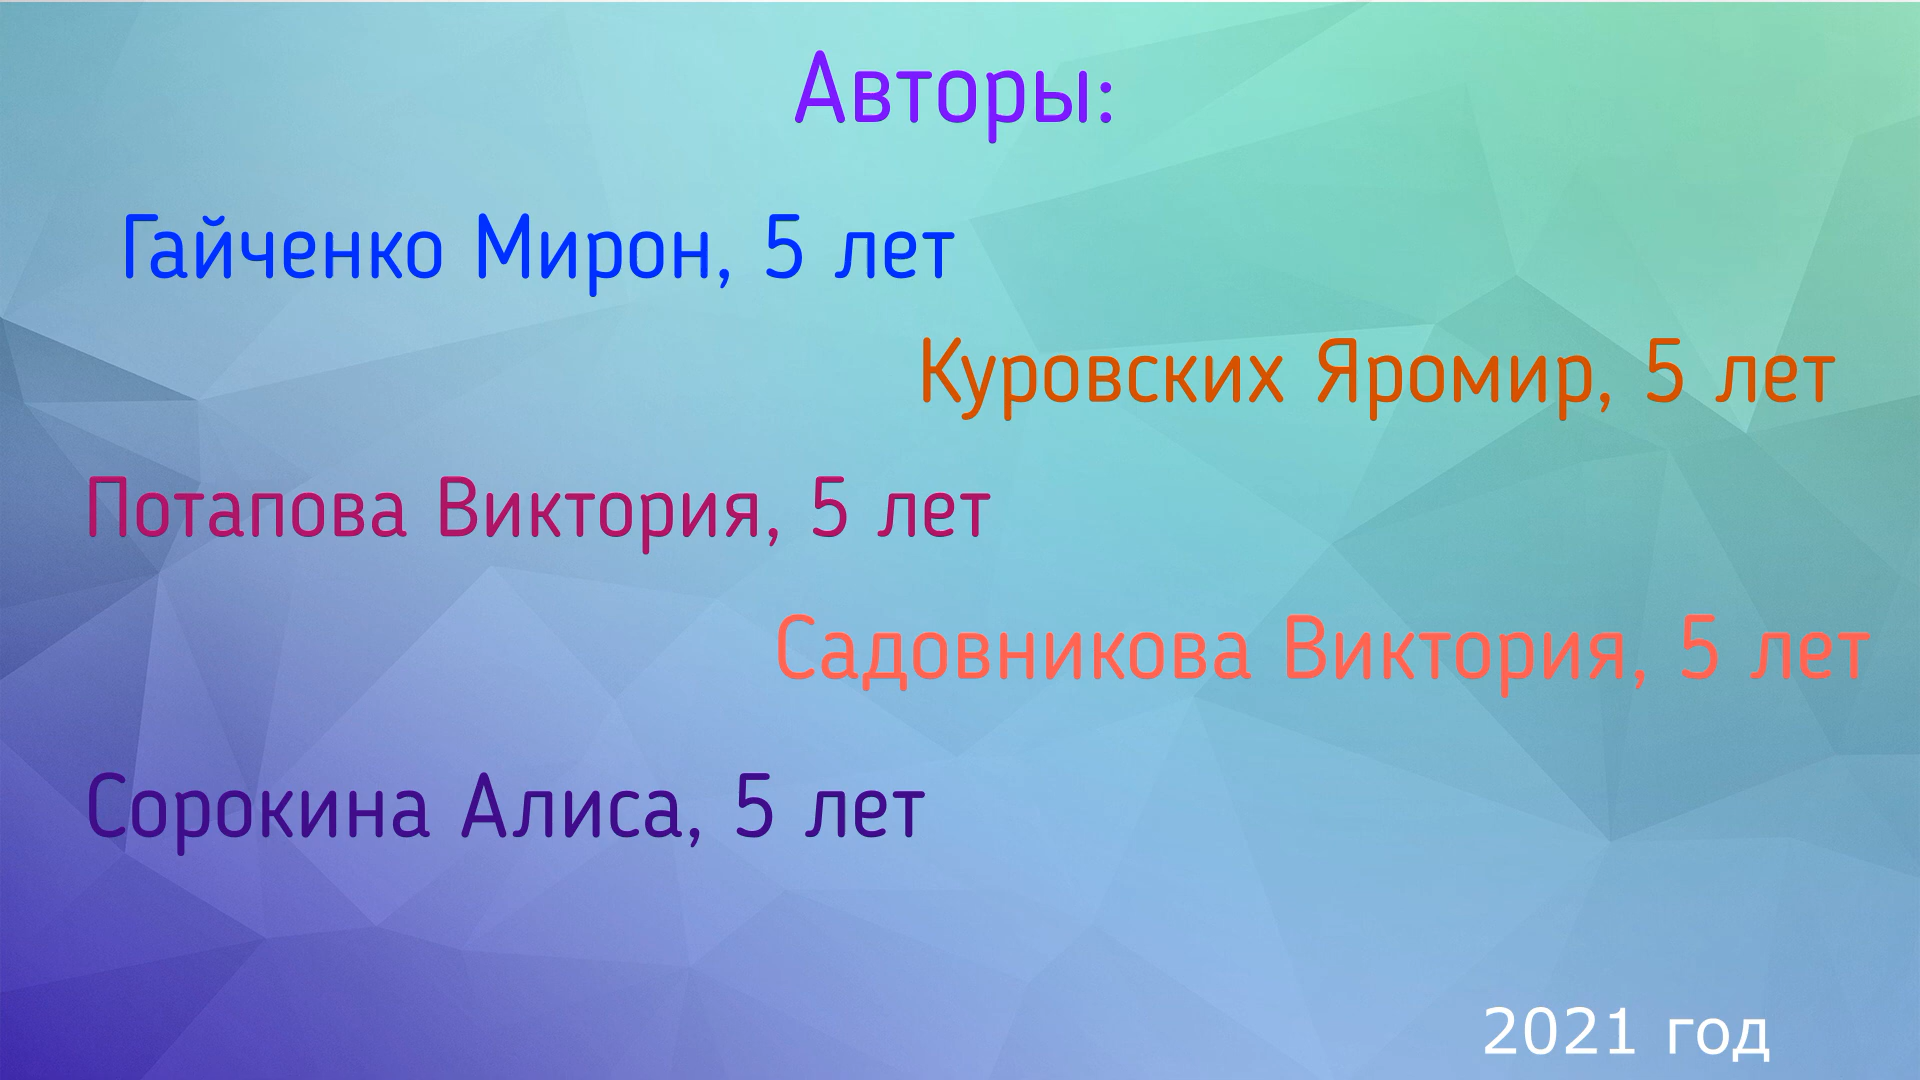 Авторы:
Гайченко Мирон, 5 лет
Куровских Яромир, 5 лет
Потапова Виктория, 5 лет
Садовникова Виктория, 5 лет
Сорокина Алиса, 5 лет
2021 год